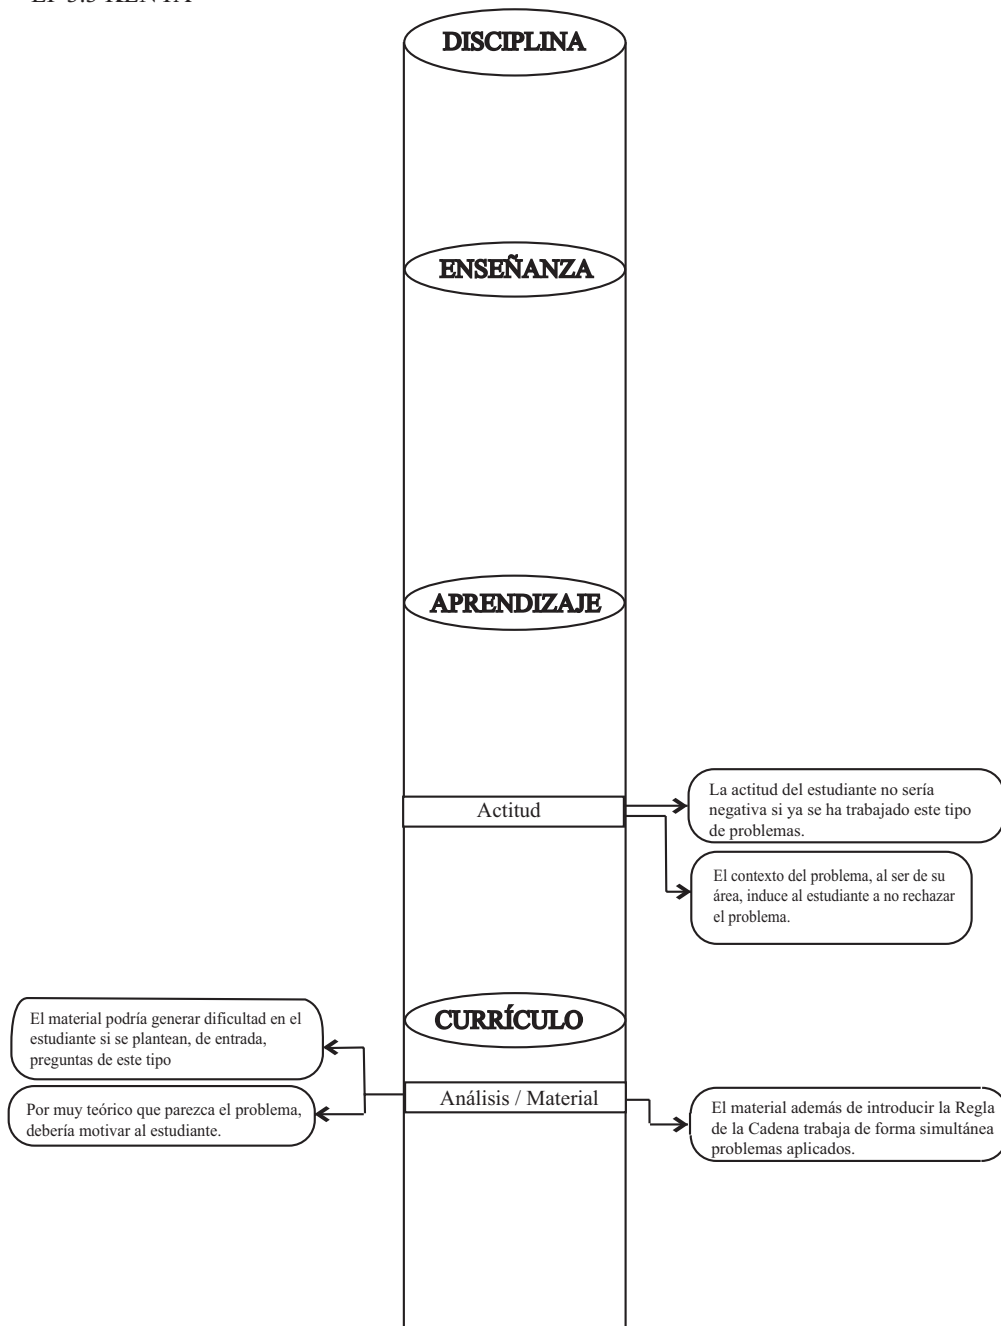 DISCIPLINA
ENSEÑANZA
APRENDIZAJE
Actitud
La actitud del estudiante no sería
negativa si ya se ha trabajado este tipo
de problemas.
El contexto del problema, al ser de su
área, induce al estudiante a no rechazar
el problema.
CURRÍCULO
El material podría generar dificultad en el
estudiante si se plantean, de entrada,
preguntas de este tipo
Por muy teórico que parezca el problema,
debería motivar al estudiante.
Análisis / Material
El material además de introducir la Regla
de la Cadena trabaja de forma simultánea
problemas aplicados.